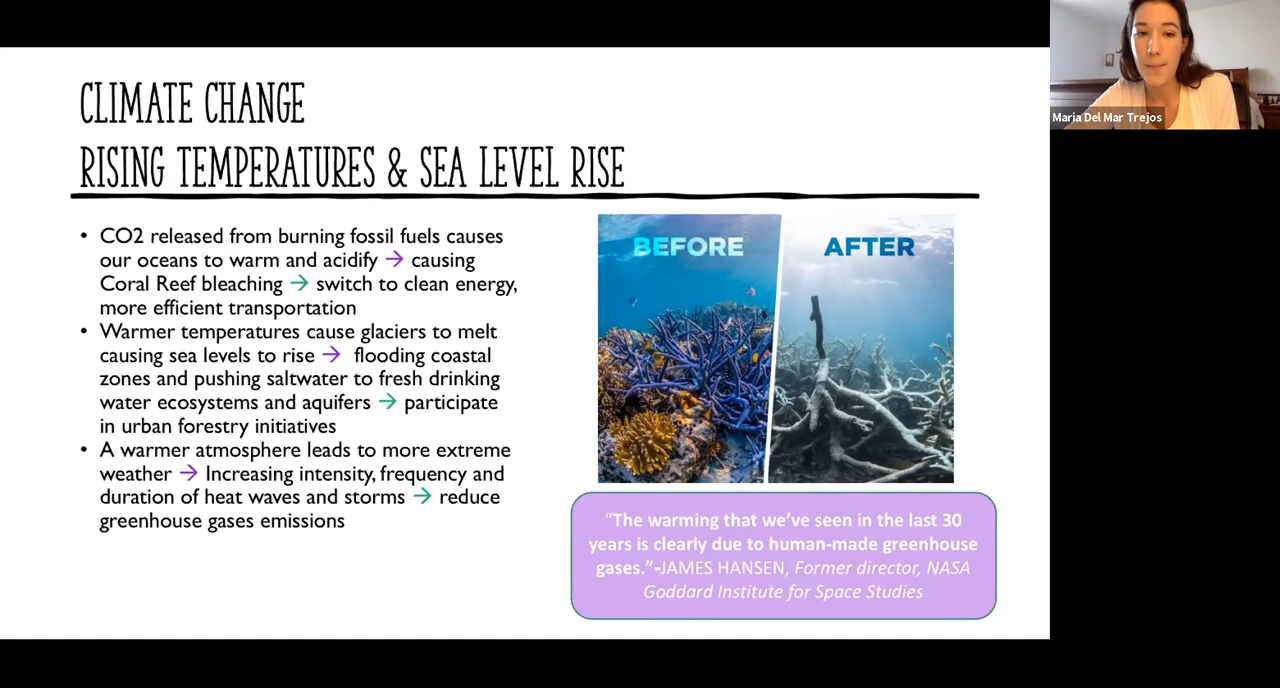 CLIMATE CHANGE
RISING TEMPERATURES & SEA LEVEL RISE
• CO2 released from burning fossil fuels causes
our oceans to warm and acidify → causing
Coral Reef bleaching → switch to clean energy,
more efficient transportation
• Warmer temperatures cause glaciers to melt
causing sea levels to rise → flooding coastal
zones and pushing saltwater to fresh drinking
water ecosystems and aquifers → participate
in urban forestry initiatives
• A warmer atmosphere leads to more extreme
weather → Increasing intensity, frequency and
duration of heat waves and storms → reduce
greenhouse gases emissions
BEFORE
AFTER
“The warming that we’ve seen in the last 30
years is clearly due to human-made greenhouse
gases.”-JAMES HANSEN, Former director, NASA
Goddard Institute for Space Studies
Maria Del Mar Trejos